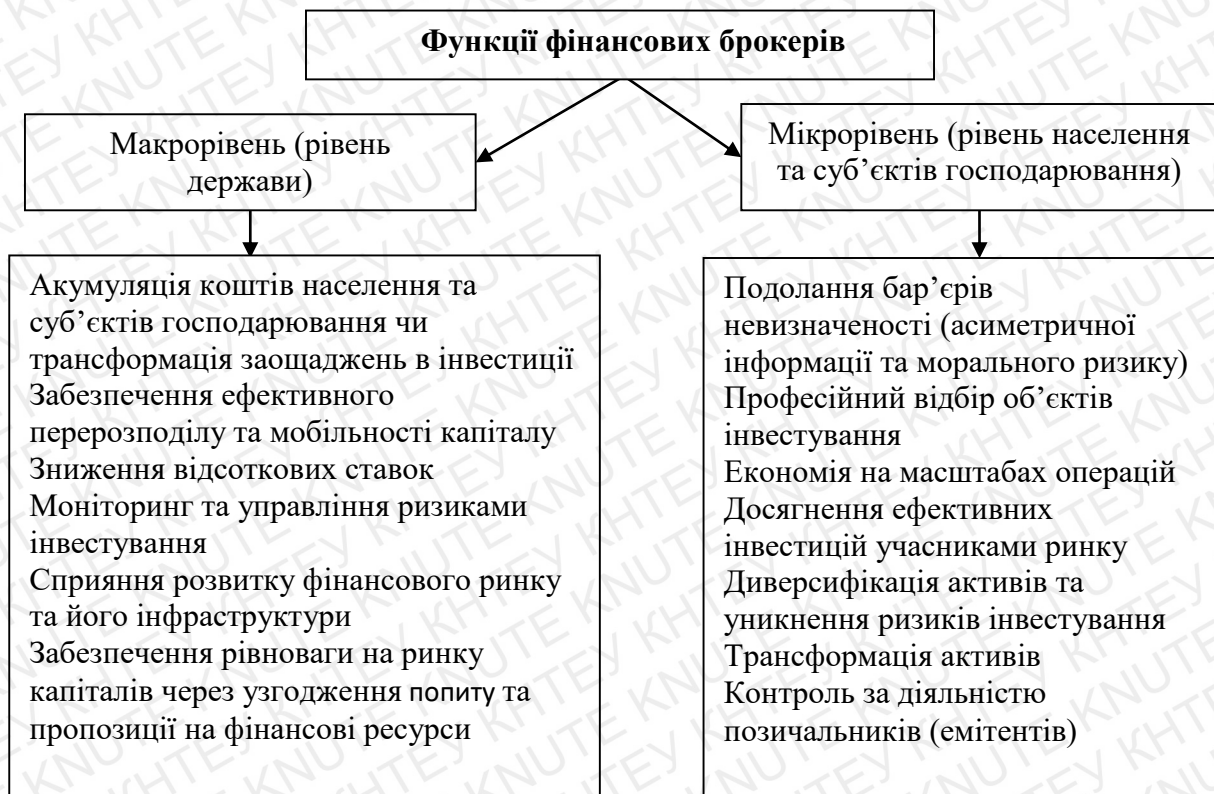 Функції фінансових брокерів
Макрорівень (рівень
держави)
Мікрорівень (рівень населення
та суб’єктів господарювання)
Акумуляція коштів населення та
суб’єктів господарювання чи
трансформація заощаджень в інвестиції
Забезпечення ефективного
перерозподілу та мобільності капіталу
Зниження відсоткових ставок
Моніторинг та управління ризиками
інвестування
Сприяння розвитку фінансового ринку
та його інфраструктури
Забезпечення рівноваги на ринку
капіталів через узгодження попиту та
пропозиції на фінансові ресурси
Подолання бар’єрів
невизначеності (асиметричної
інформації та морального ризику)
Професійний відбір об’єктів
інвестування
Економія на масштабах операцій
Досягнення ефективних
інвестицій учасниками ринку
Диверсифікація активів та
уникнення ризиків інвестування
Трансформація активів
Контроль за діяльністю
позичальників (емітентів)